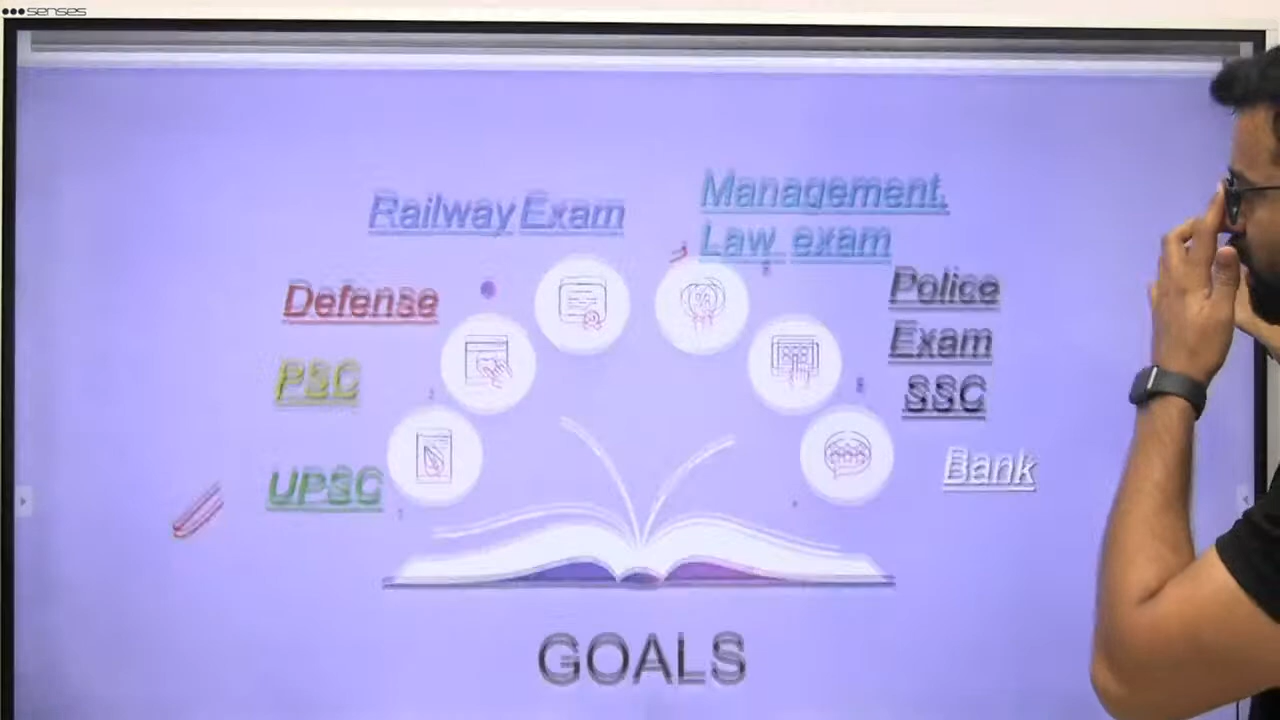 senses
Railway Exam
Management,
Law exam
Defense
Police
Exam
SSC
PSC
UPSC
Bank
GOALS